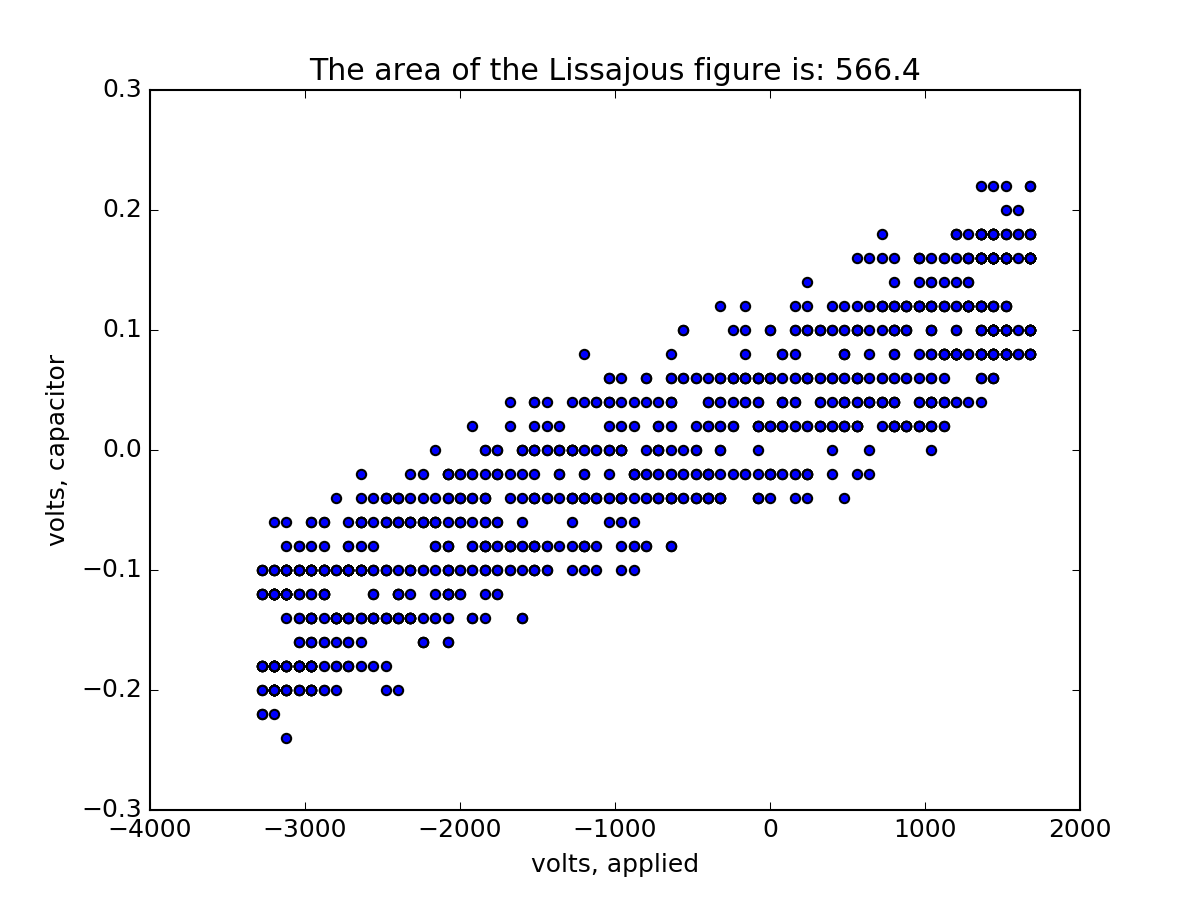 The area of the Lissajous figure is: 566.4
0.3
0.2
0.1
0.0
−0.1
−0.2
−0.3
volts, capacitor
−4000 −3000 −2000 −1000 0 1000 2000
volts, applied